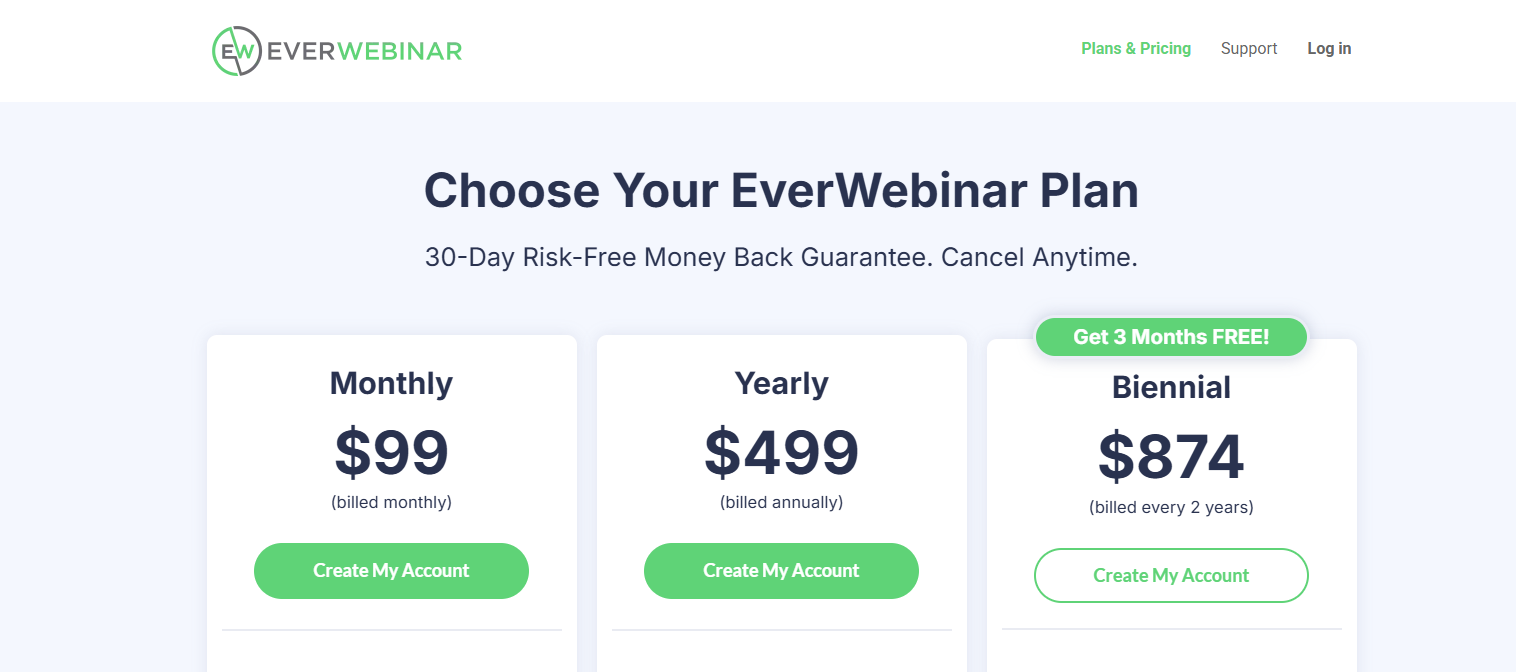 EW EVERWEBINAR
Plans & Pricing Support Log in
Choose Your EverWebinar Plan
30-Day Risk-Free Money Back Guarantee. Cancel Anytime.
Monthly
$99
(billed monthly)
Create My Account
Yearly
$499
(billed annually)
Create My Account
Get 3 Months FREE!
Biennial
$874
(billed every 2 years)
Create My Account